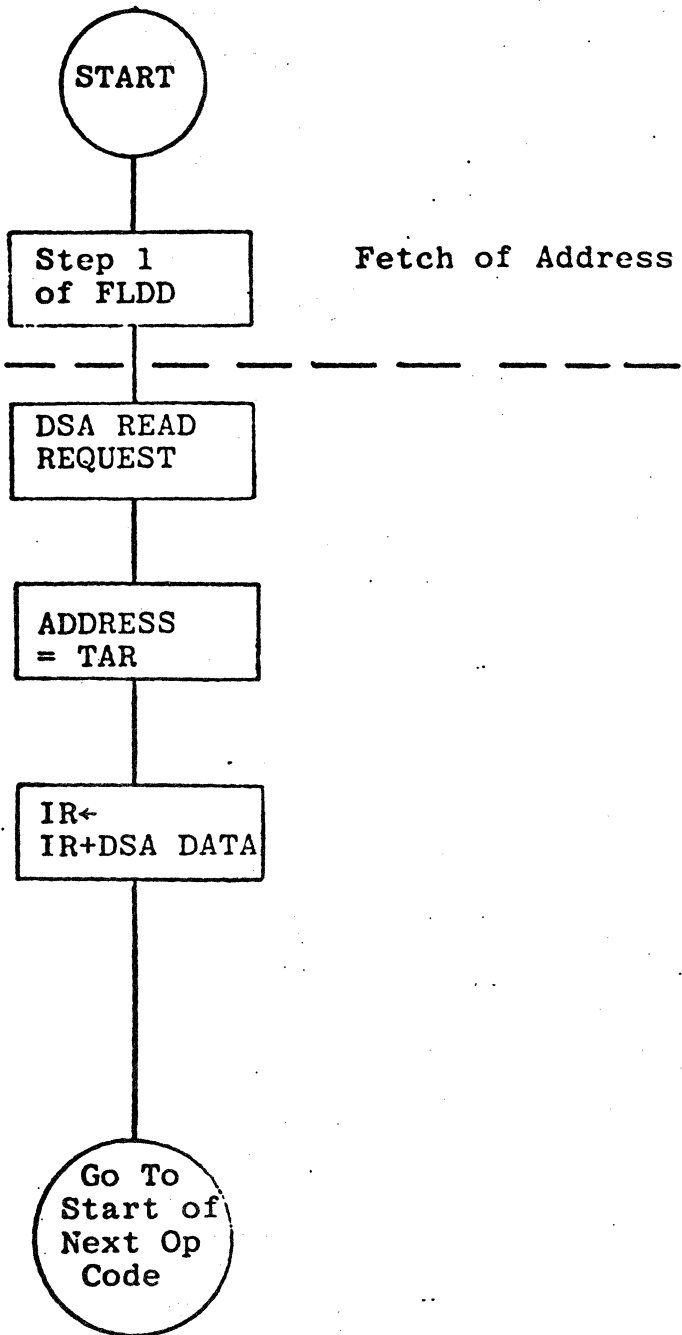 START
Step 1
of FLDD
Fetch of Address
DSA READ
REQUEST
ADDRESS
= TAR
IR←
IR+DSA DATA
Go To
Start of
Next Op
Code